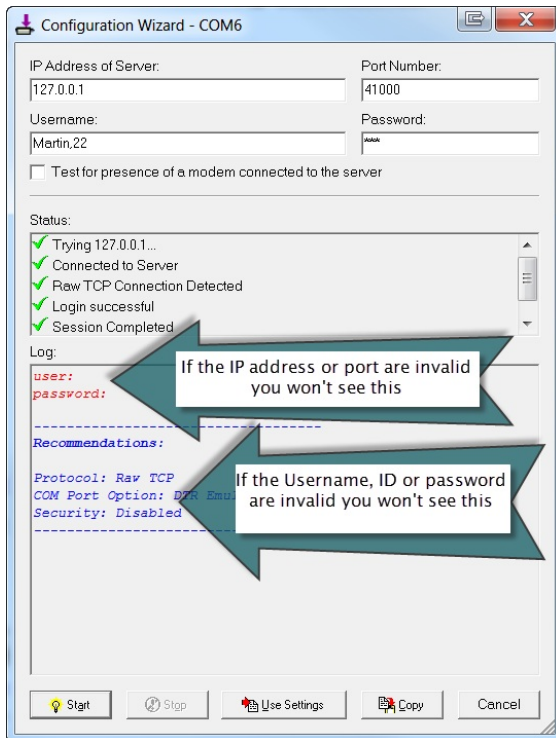 Configuration Wizard - COM6
IP Address of Server:
Port Number:
127.0.0.1
41000
Username:
Password:
Martin,22
***
Test for presence of a modem connected to the server
Status:
Trying 127.0.0.1...
Connected to Server
Raw TCP Connection Detected
Login successful
Session Completed
Log:
user:
password:
If the IP address or port are invalid
you won't see this
Recommendations:
Protocol: Raw TCP
COM Port Option: DTR Emul
Security: Disabled
If the Username, ID or password
are invalid you won't see this
Start
Stop
Use Settings
Copy
Cancel